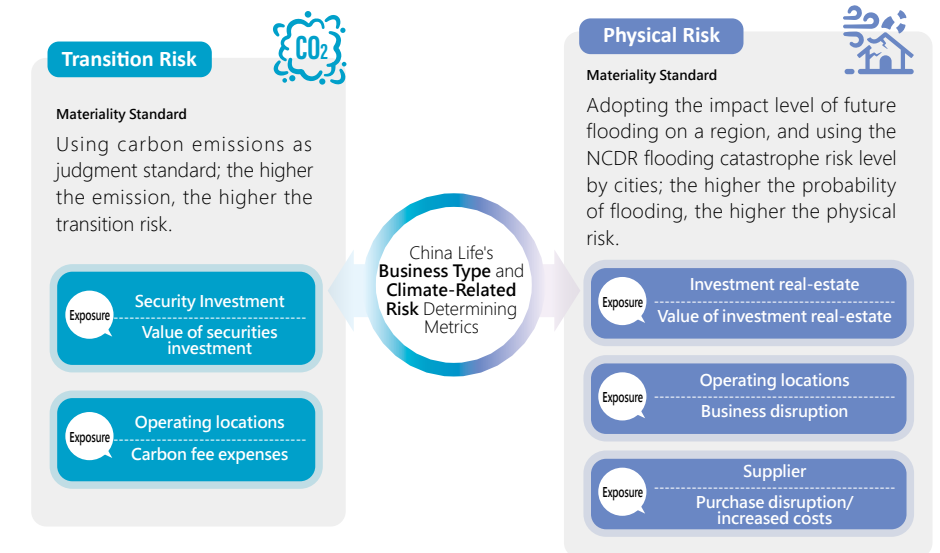 Transition Risk
CO2
Materiality Standard
Using carbon emissions as
judgment standard; the higher
the emission, the higher the
transition risk.
Exposure
Security Investment
Value of securities
investment
Exposure
Operating locations
Carbon fee expenses
China Life's
Business Type and
Climate-Related
Risk Determining
Metrics
Physical Risk
Materiality Standard
Adopting the impact level of future
flooding on a region, and using the
NCDR flooding catastrophe risk level
by cities; the higher the probability
of flooding, the higher the physical
risk.
Exposure
Investment real-estate
Value of investment real-estate
Exposure
Operating locations
Business disruption
Exposure
Supplier
Purchase disruption/
increased costs